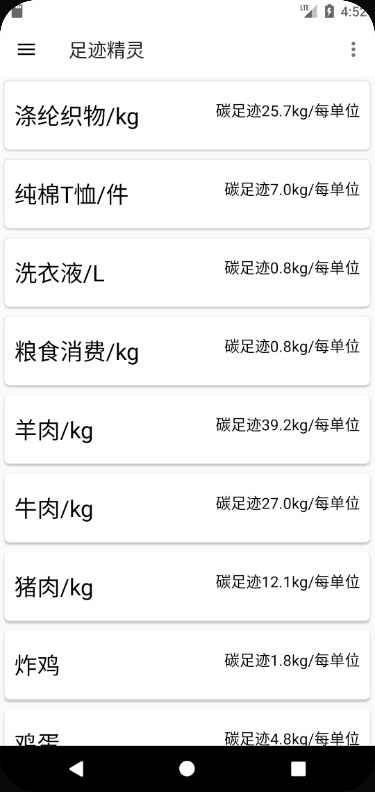 LTE 4:52
足迹精灵
涤纶织物/kg 碳足迹25.7kg/每单位
纯棉T恤/件 碳足迹7.0kg/每单位
洗衣液/L 碳足迹0.8kg/每单位
粮食消费/kg 碳足迹0.8kg/每单位
羊肉/kg 碳足迹39.2kg/每单位
牛肉/kg 碳足迹27.0kg/每单位
猪肉/kg 碳足迹12.1kg/每单位
炸鸡 碳足迹1.8kg/每单位
鸡蛋 碳足迹4.8kg/每单位